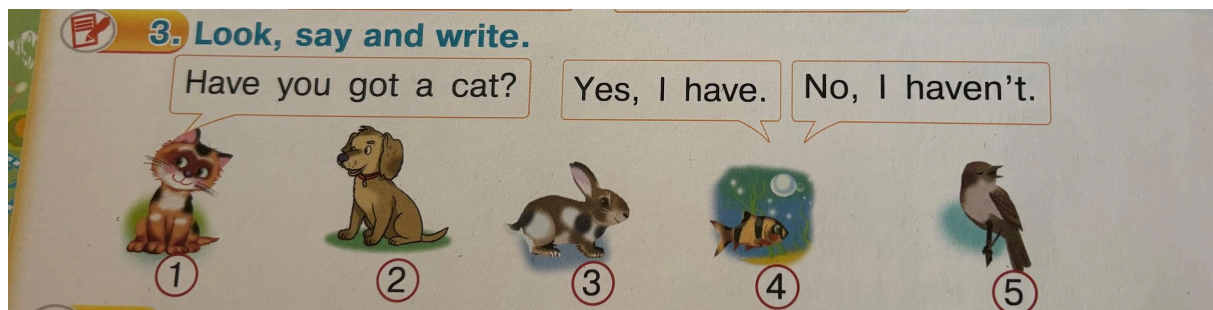 3. Look, say and write.
Have you got a cat?
Yes, I have.
No, I haven't.
1
2
3
4
5